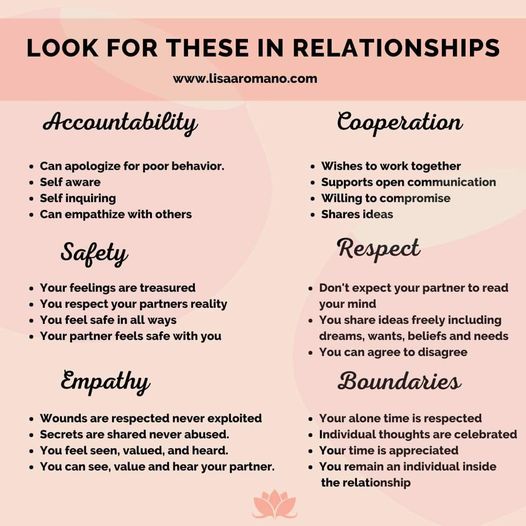 LOOK FOR THESE IN RELATIONSHIPS
www.lisaaromano.com
Accountability
• Can apologize for poor behavior.
• Self aware
• Self inquiring
• Can empathize with others
Cooperation
• Wishes to work together
• Supports open communication
• Willing to compromise
• Shares ideas
Safety
• Your feelings are treasured
• You respect your partners reality
• You feel safe in all ways
• Your partner feels safe with you
Respect
• Don't expect your partner to read
your mind
• You share ideas freely including
dreams, wants, beliefs and needs
• You can agree to disagree
Empathy
• Wounds are respected never exploited
• Secrets are shared never abused.
• You feel seen, valued, and heard.
• You can see, value and hear your partner.
Boundaries
• Your alone time is respected
• Individual thoughts are celebrated
• Your time is appreciated
• You remain an individual inside
the relationship